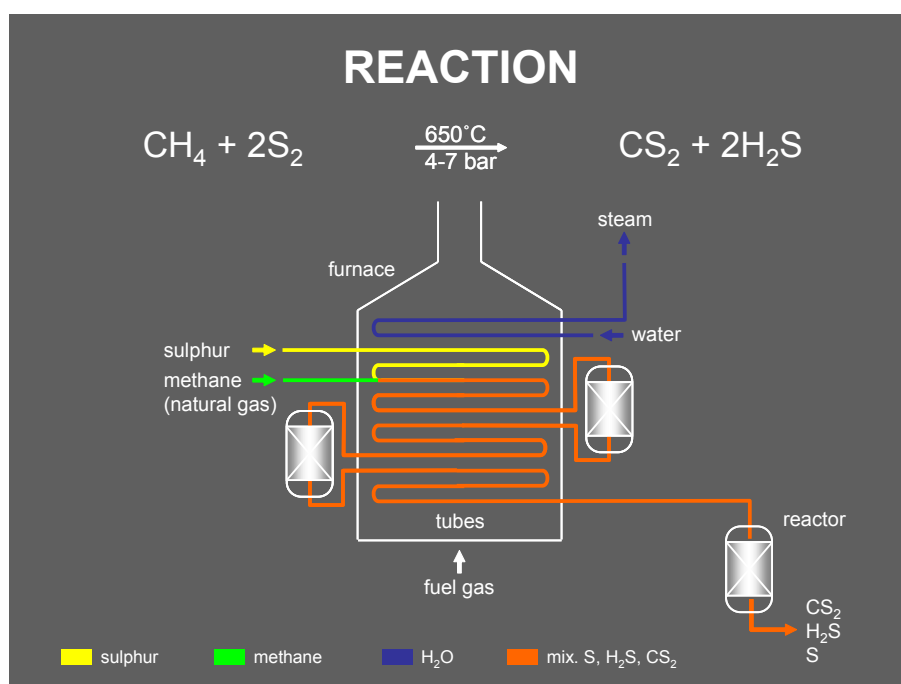 REACTION
CH₄ + 2S₂
650˚C
4-7 bar
CS₂ + 2H₂S
steam
furnace
water
sulphur
methane
(natural gas)
tubes
reactor
fuel gas
CS₂
H₂S
S
sulphur
methane
H₂O
mix. S, H₂S, CS₂